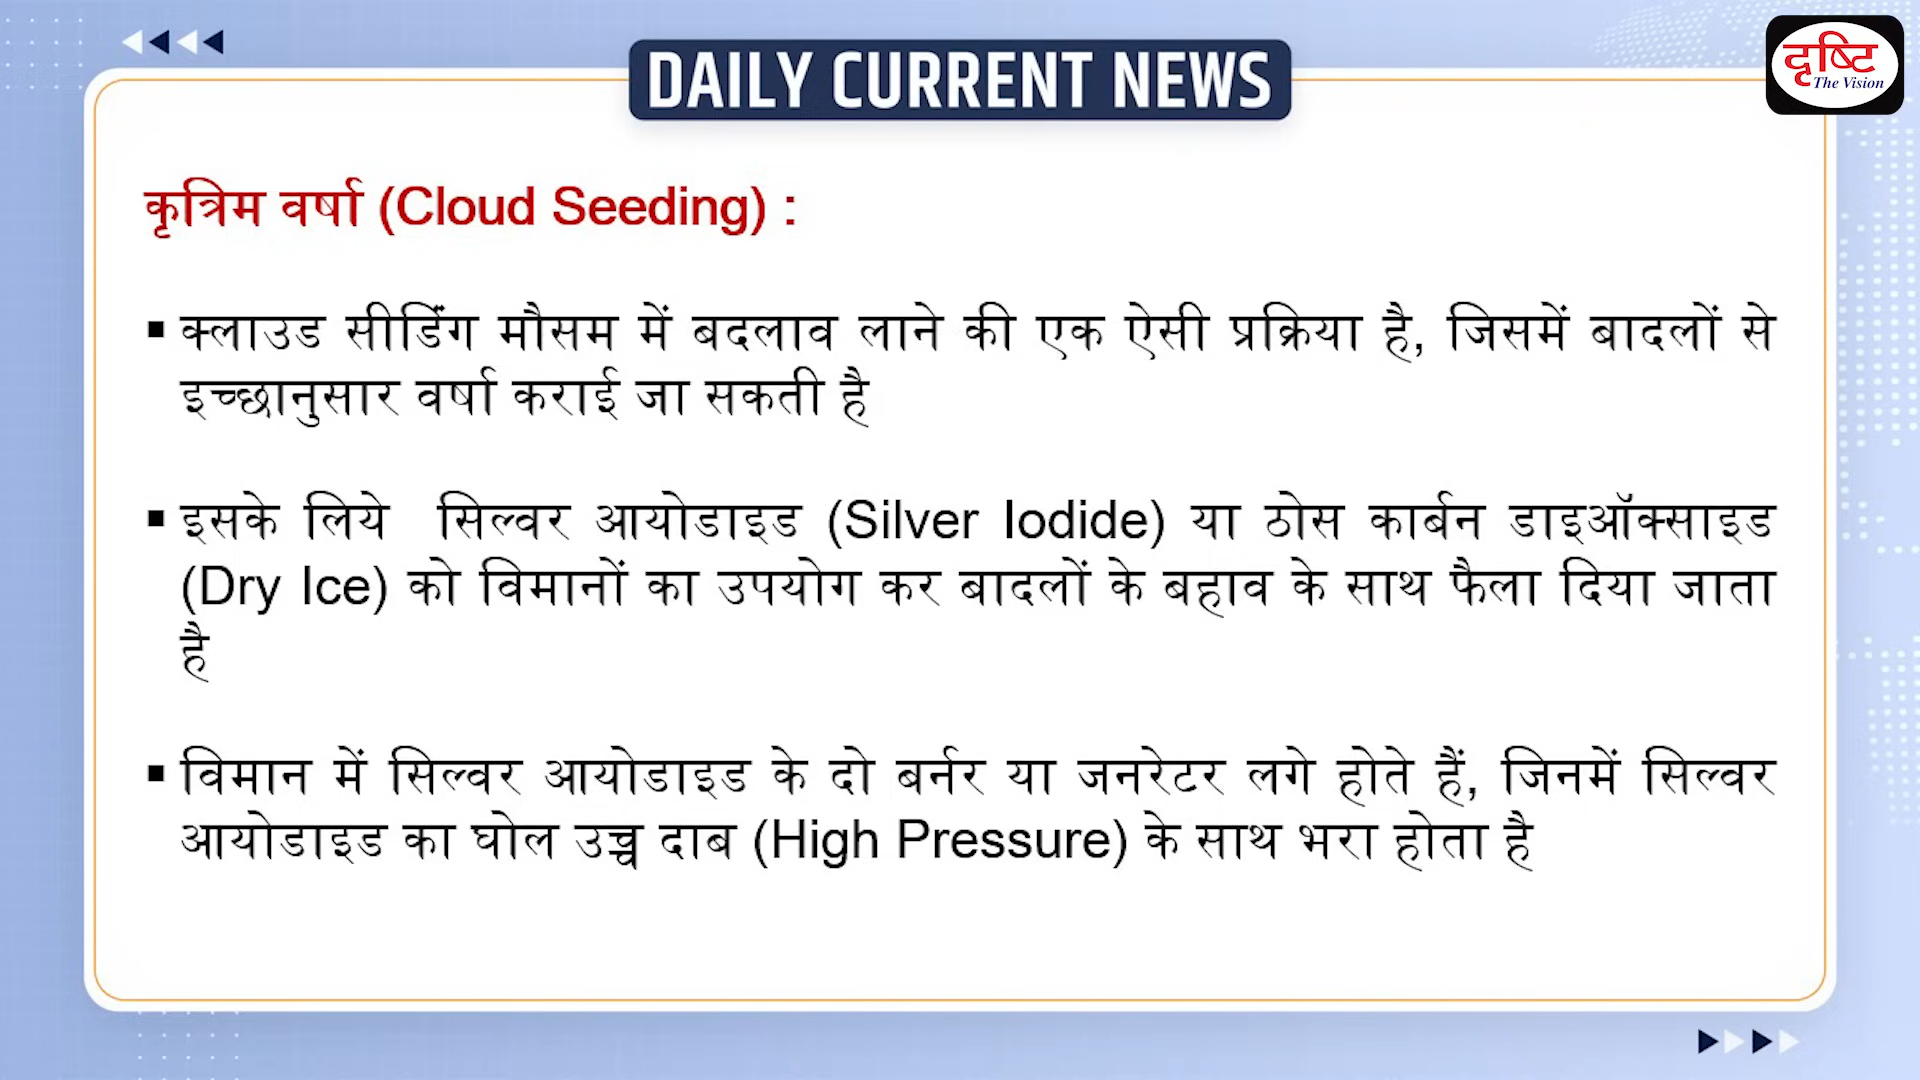 DAILY CURRENT NEWS
दृष्टि
The Vision
कृत्रिम वर्षा (Cloud Seeding) :
▪ क्लाउड सीडिंग मौसम में बदलाव लाने की एक ऐसी प्रक्रिया है, जिसमें बादलों से
इच्छानुसार वर्षा कराई जा सकती है
▪ इसके लिये सिल्वर आयोडाइड (Silver Iodide) या ठोस कार्बन डाइऑक्साइड
(Dry Ice) को विमानों का उपयोग कर बादलों के बहाव के साथ फैला दिया जाता
है
▪ विमान में सिल्वर आयोडाइड के दो बर्नर या जनरेटर लगे होते हैं, जिनमें सिल्वर
आयोडाइड का घोल उच्च दाब (High Pressure) के साथ भरा होता है